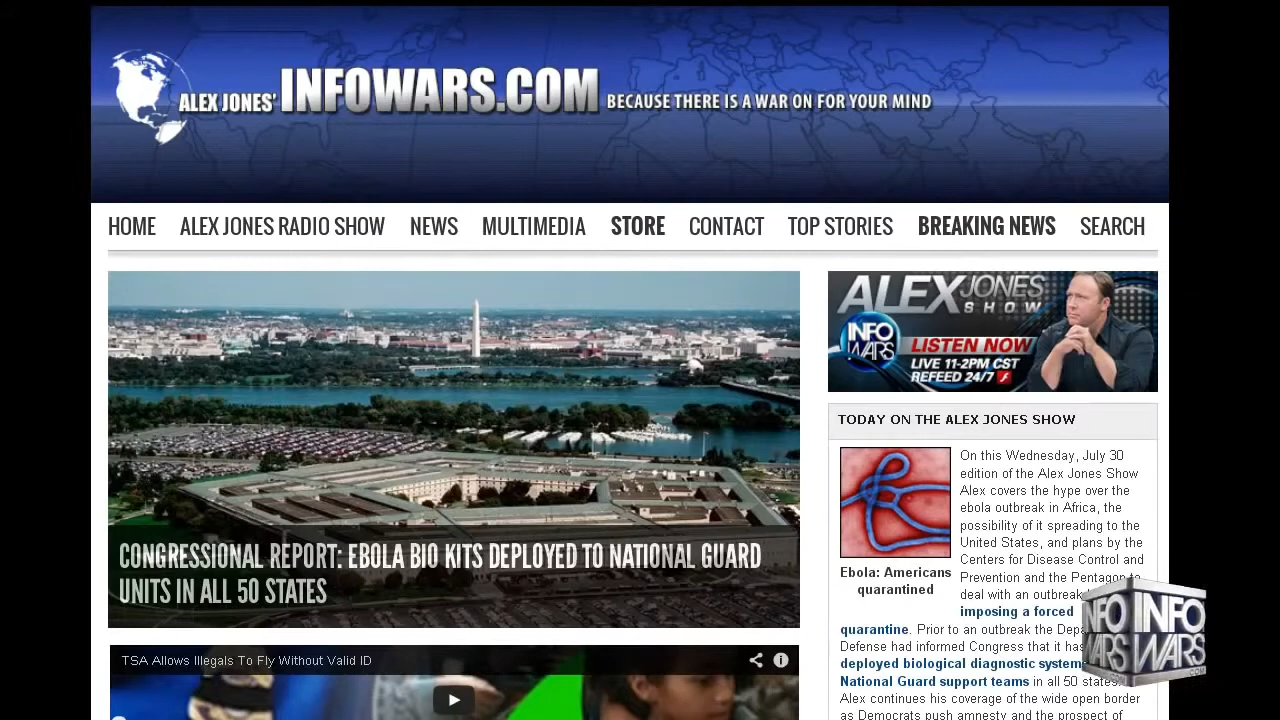 ALEX JONES' INFOWARS.COM BECAUSE THERE IS A WAR ON FOR YOUR MIND
HOME ALEX JONES RADIO SHOW NEWS MULTIMEDIA STORE CONTACT TOP STORIES BREAKING NEWS SEARCH
CONGRESSIONAL REPORT: EBOLA BIO KITS DEPLOYED TO NATIONAL GUARD
UNITS IN ALL 50 STATES
TSA Allows Illegals To Fly Without Valid ID
ALEX JONES
SHOW
INFO
WARS
LISTEN NOW
LIVE 11-2PM CST
REFEED 24/7
TODAY ON THE ALEX JONES SHOW
Ebola: Americans
quarantined
On this Wednesday, July 30
edition of the Alex Jones Show
Alex covers the hype over the
ebola outbreak in Africa, the
possibility of it spreading to the
United States, and plans by the
Centers for Disease Control and
Prevention and the Pentagon to
deal with an outbreak
imposing a forced
quarantine. Prior to an outbreak the
Defense had informed Congress that it has
deployed biological diagnostic system
National Guard support teams in all 50 states.
Alex continues his coverage of the wide open border
as Democrats push amnesty and the prospect of
INFO INFO
WARS WARS
.COM